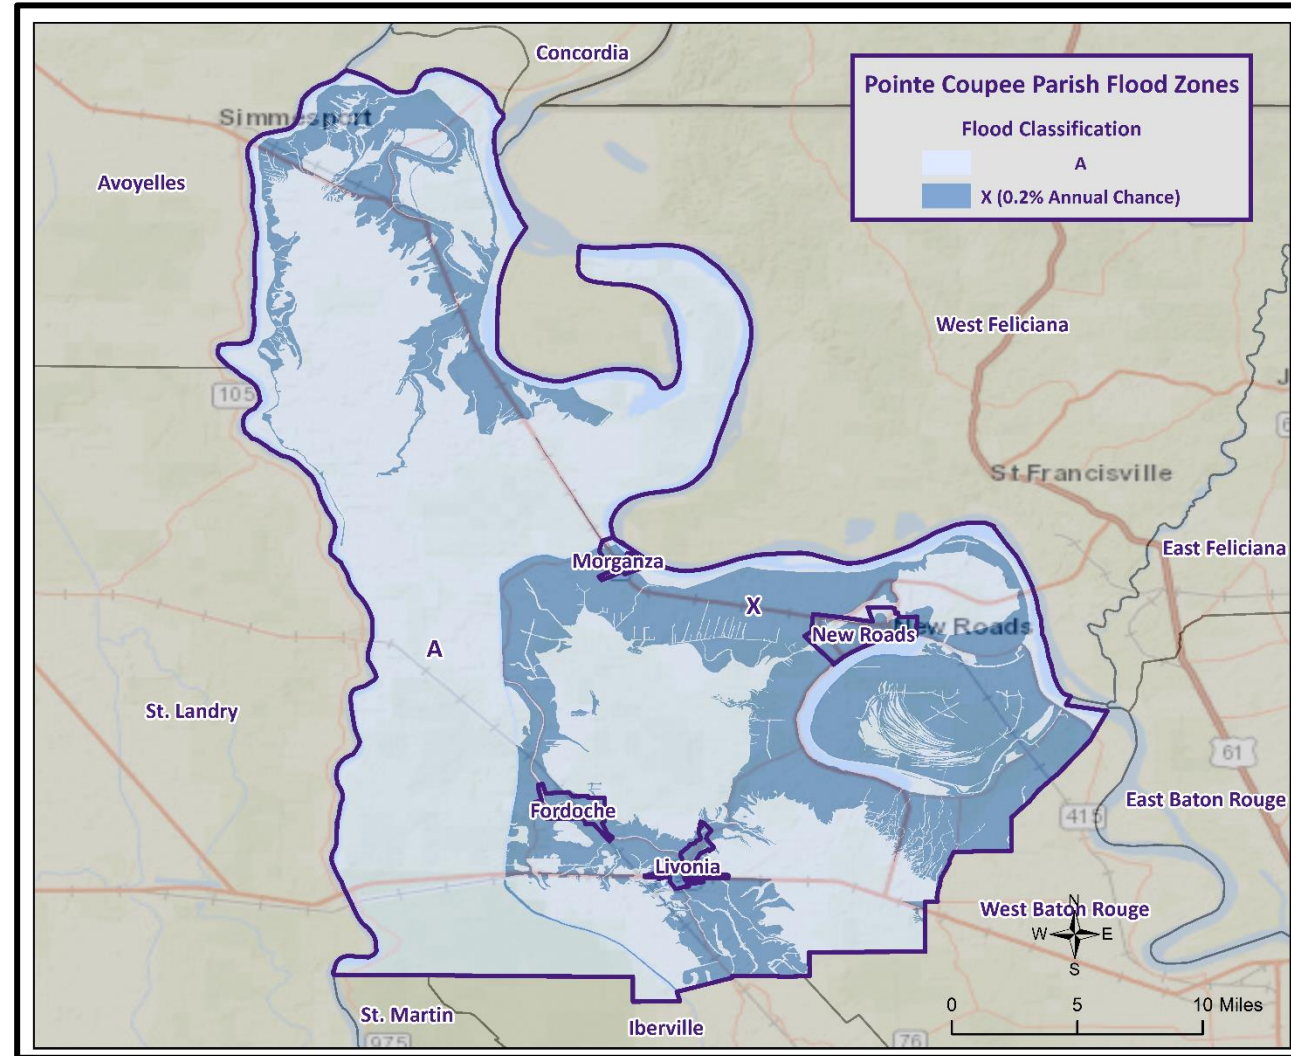 Concordia
Pointe Coupee Parish Flood Zones
Flood Classification
A
X (0.2% Annual Chance)
Simmesport
Avoyelles
West Feliciana
105
St Francisville
East Feliciana
Morganza
X
New Roads
New Roads
A
St. Landry
61
East Baton Rouge
415
Fordoche
Livonia
West Baton Rouge
N
W
E
S
0
5
10 Miles
St. Martin
Iberville
975
76